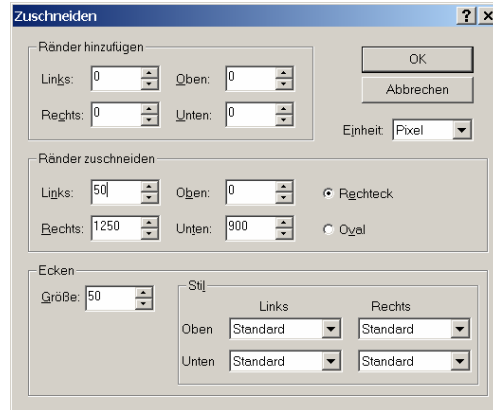 Zuschneiden
Ränder hinzufügen
Links: 0 Oben: 0
Rechts: 0 Unten: 0
OK
Abbrechen
Einheit: Pixel
Ränder zuschneiden
Links: 50 Oben: 0 Rechteck
Rechts: 1250 Unten: 900 Oval
Ecken
Größe: 50
Stil
Links Rechts
Oben Standard Standard
Unten Standard Standard